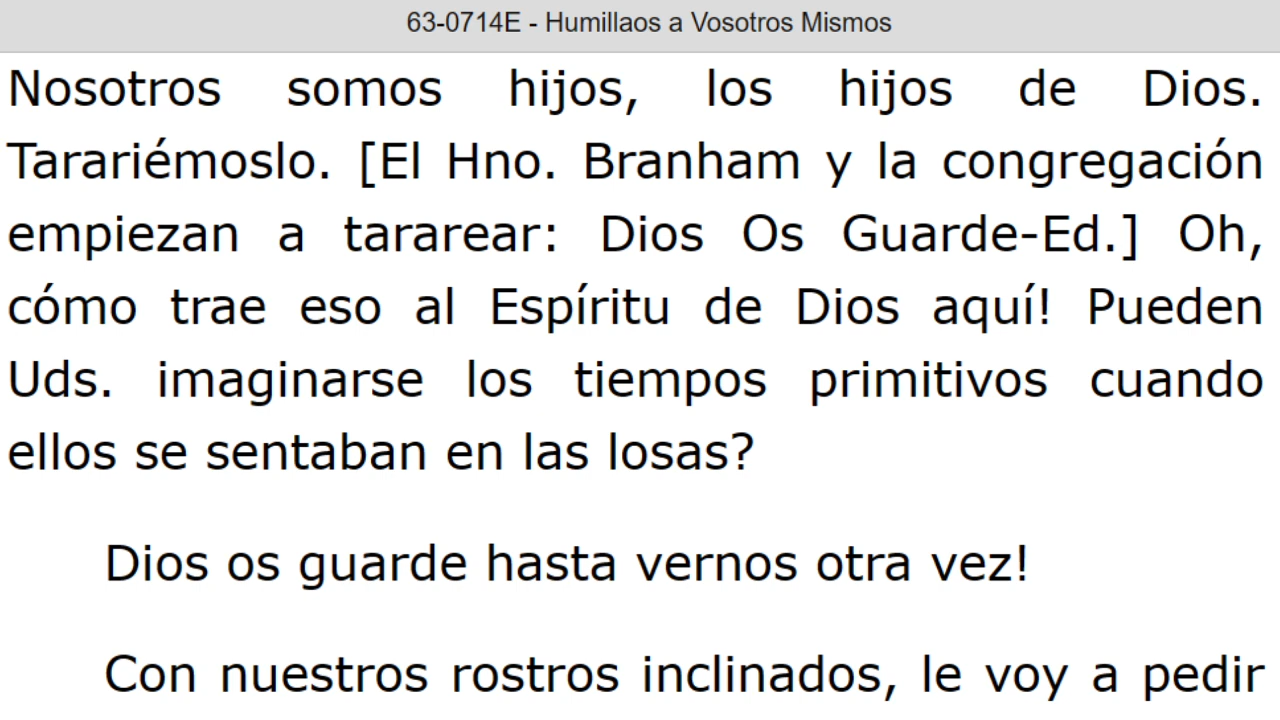 63-0714E - Humillaos a Vosotros Mismos
Nosotros somos hijos, los hijos de Dios.
Tarariémoslo. [El Hno. Branham y la congregación
empiezan a tararear: Dios Os Guarde-Ed.] Oh,
cómo trae eso al Espíritu de Dios aquí! Pueden
Uds. imaginarse los tiempos primitivos cuando
ellos se sentaban en las losas?
Dios os guarde hasta vernos otra vez!
Con nuestros rostros inclinados, le voy a pedir